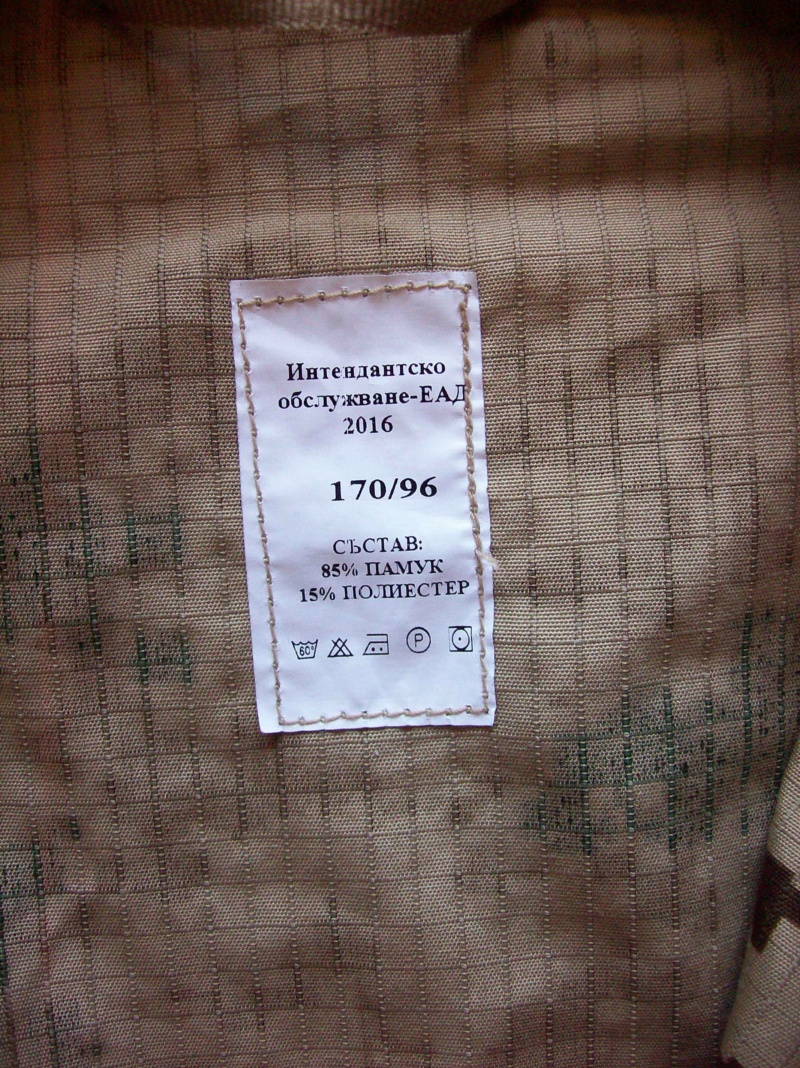 Интендантско
обслужване-ЕАД
2016
170/96
СЪСТАВ:
85% ПАМУК
15% ПОЛИЕСТЕР
60° P